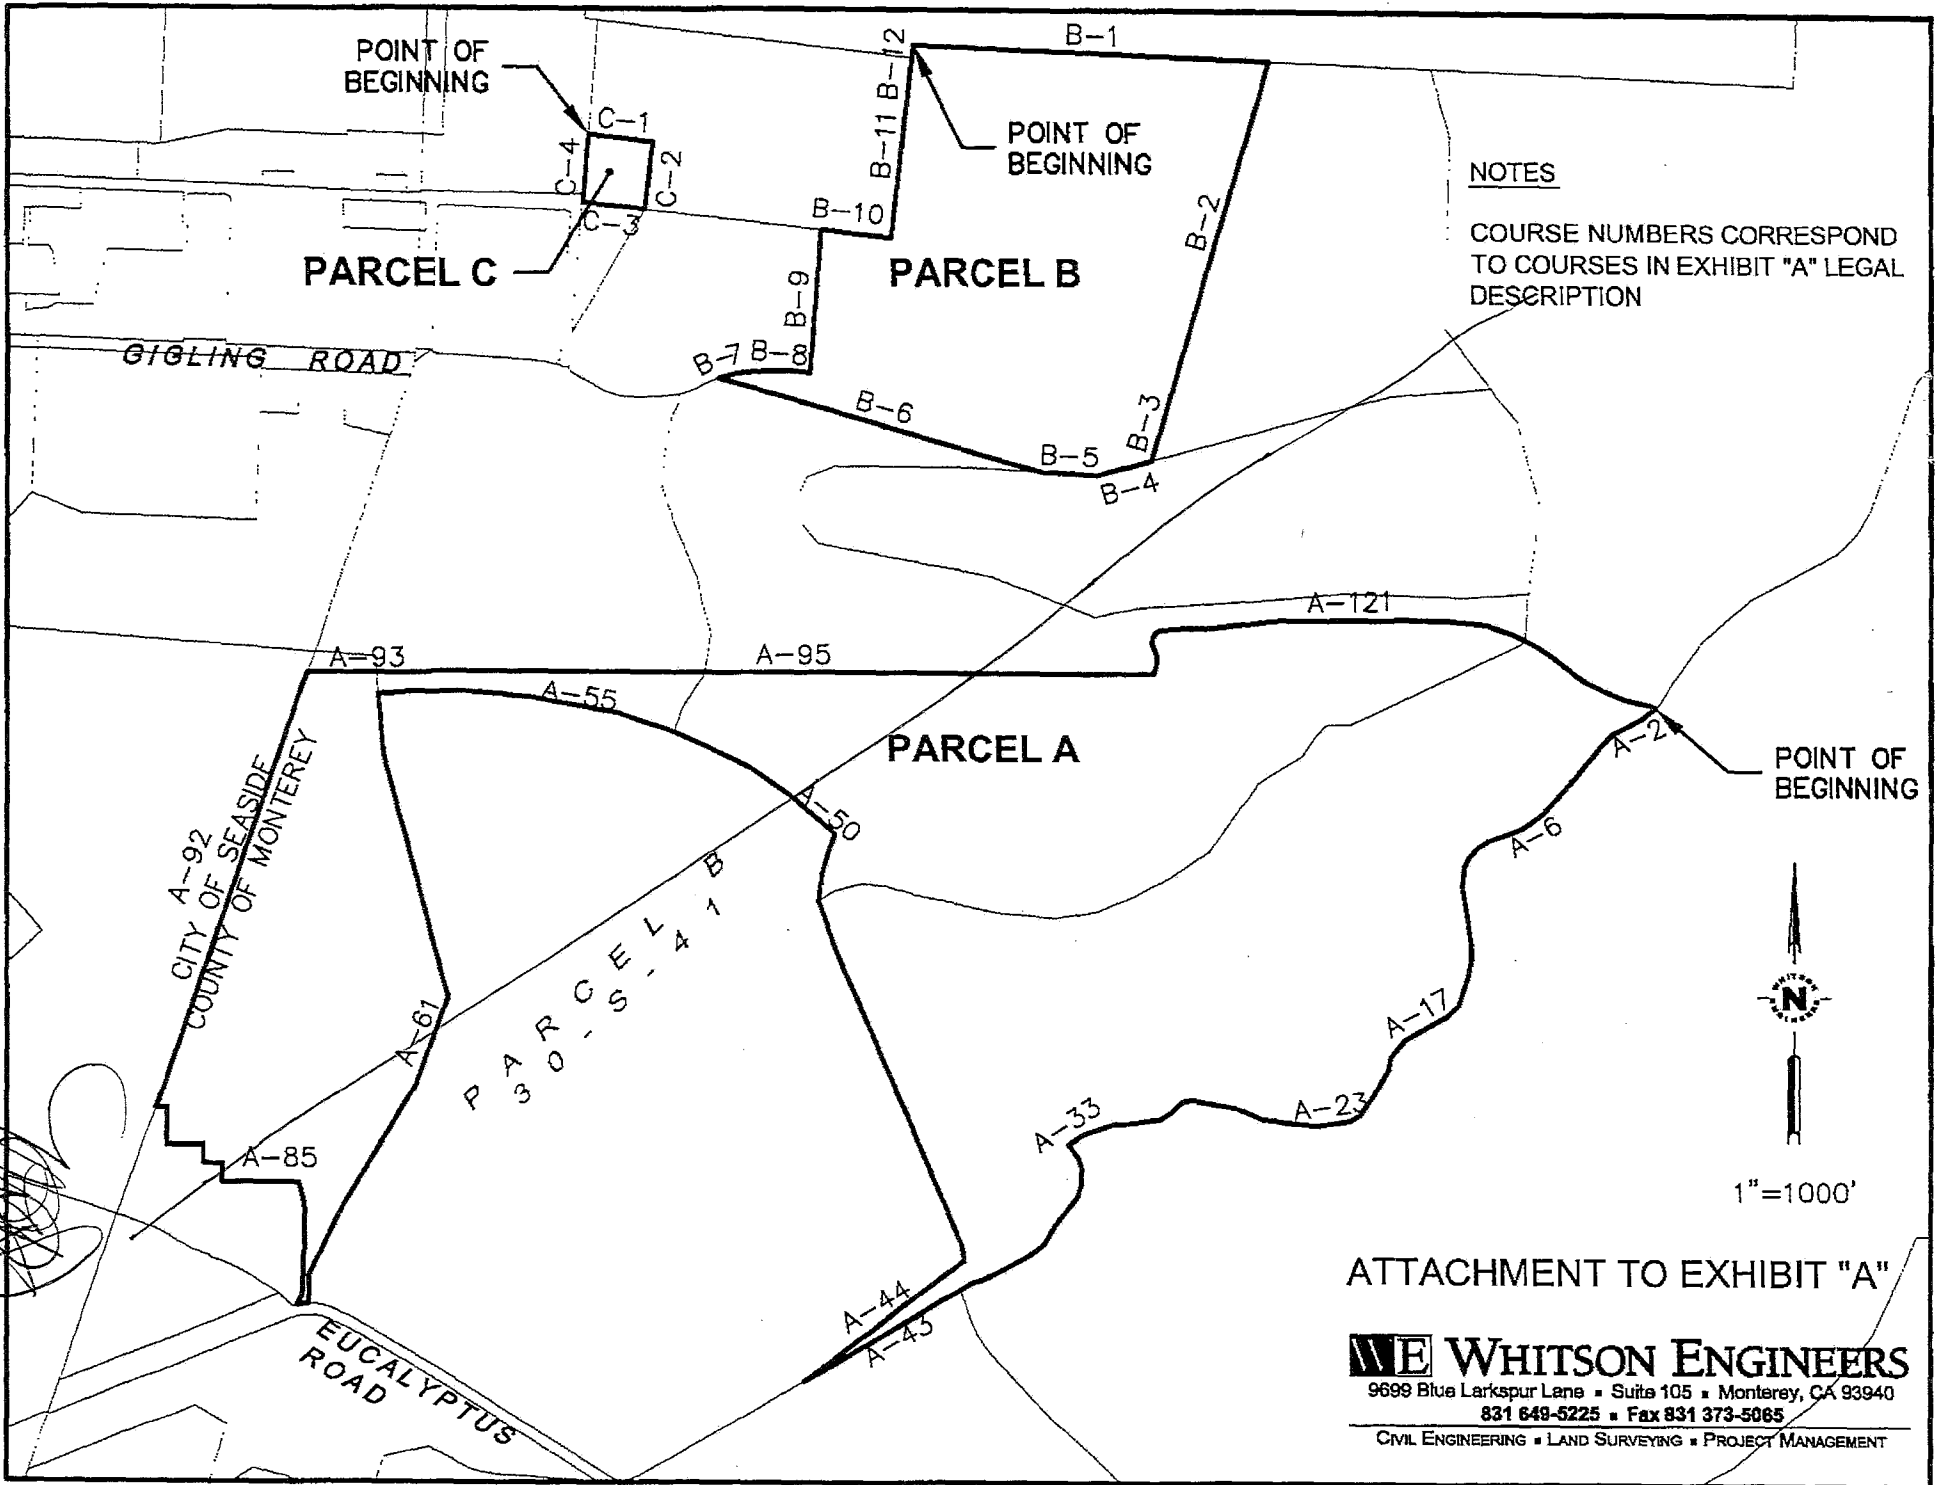 POINT OF
BEGINNING
C-1
C-2
C-3
C-4
PARCEL C
B-12
B-11
B-1
POINT OF
BEGINNING
B-10
B-9
PARCEL B
B-2
B-3
B-7
B-8
B-6
B-5
B-4
NOTES
COURSE NUMBERS CORRESPOND
TO COURSES IN EXHIBIT "A" LEGAL
DESCRIPTION
GIGLING ROAD
A-93
A-95
A-121
A-55
PARCEL A
A-2
POINT OF
BEGINNING
A-50
A-6
A-92
CITY OF SEASIDE
COUNTY OF MONTEREY
PARCEL B
30-S-41
A-61
A-17
WHITSON
N
ENGINEERS
A-33
A-23
A-85
1"=1000'
A-44
A-43
EUCALYPTUS
ROAD
ATTACHMENT TO EXHIBIT "A"
WE WHITSON ENGINEERS
9699 Blue Larkspur Lane ▪ Suite 105 ▪ Monterey, CA 93940
831 649-5225 ▪ Fax 831 373-5065
CIVIL ENGINEERING ▪ LAND SURVEYING ▪ PROJECT MANAGEMENT